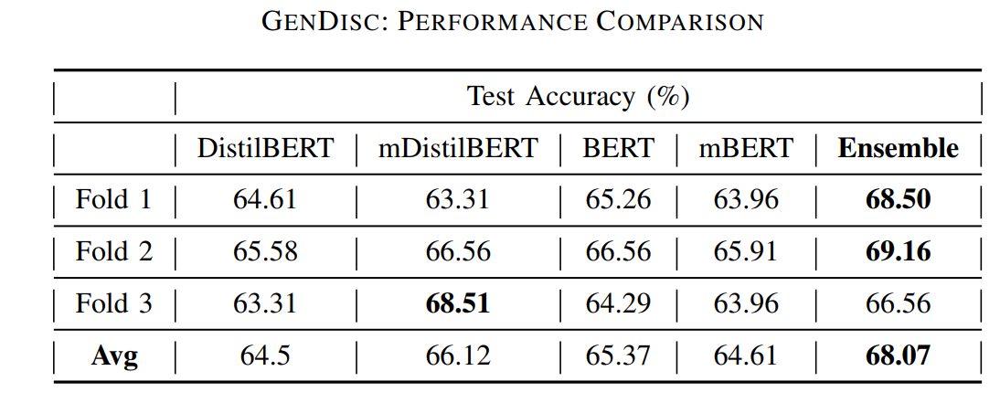 GENDISC: PERFORMANCE COMPARISON
Test Accuracy (%)
DistilBERT mDistilBERT BERT mBERT Ensemble
Fold 1 64.61 63.31 65.26 63.96 68.50
Fold 2 65.58 66.56 66.56 65.91 69.16
Fold 3 63.31 68.51 64.29 63.96 66.56
Avg 64.5 66.12 65.37 64.61 68.07